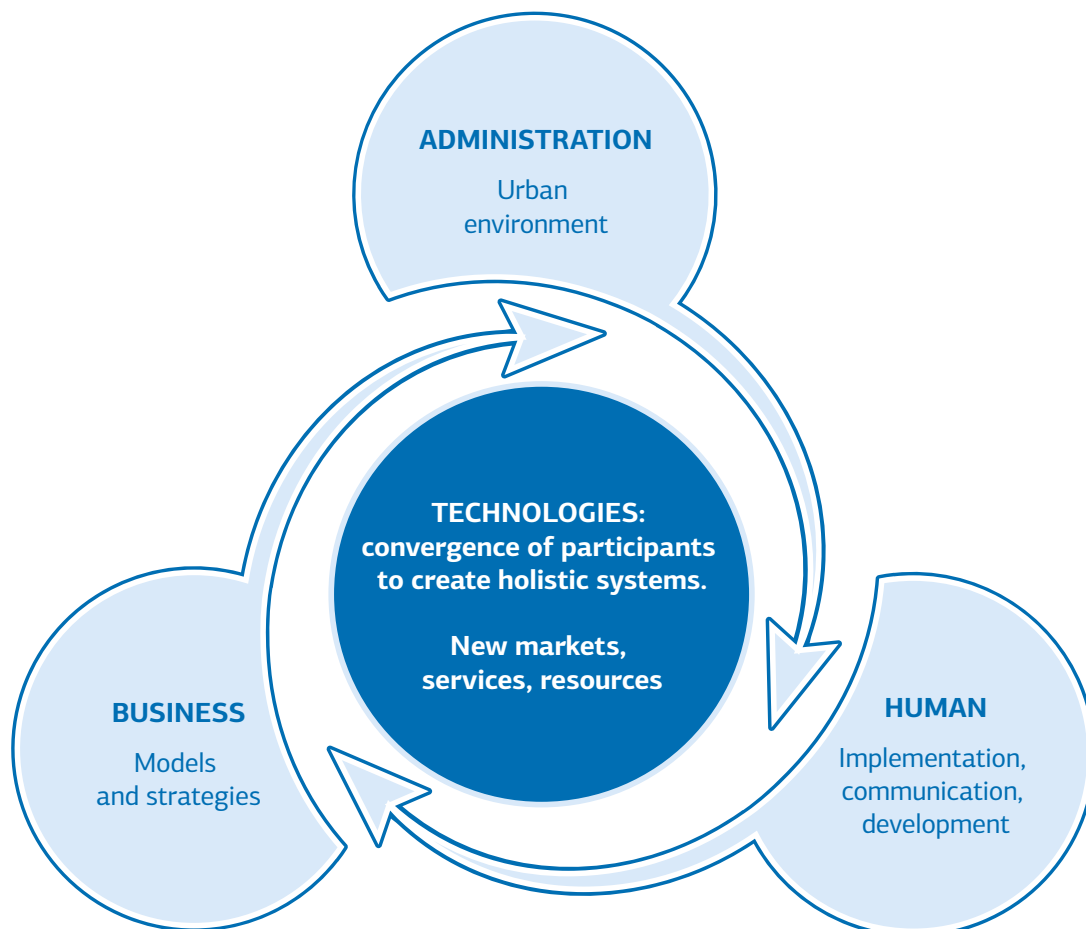 ADMINISTRATION
Urban
environment
TECHNOLOGIES:
convergence of participants
to create holistic systems.
New markets,
services, resources
BUSINESS
Models
and strategies
HUMAN
Implementation,
communication,
development